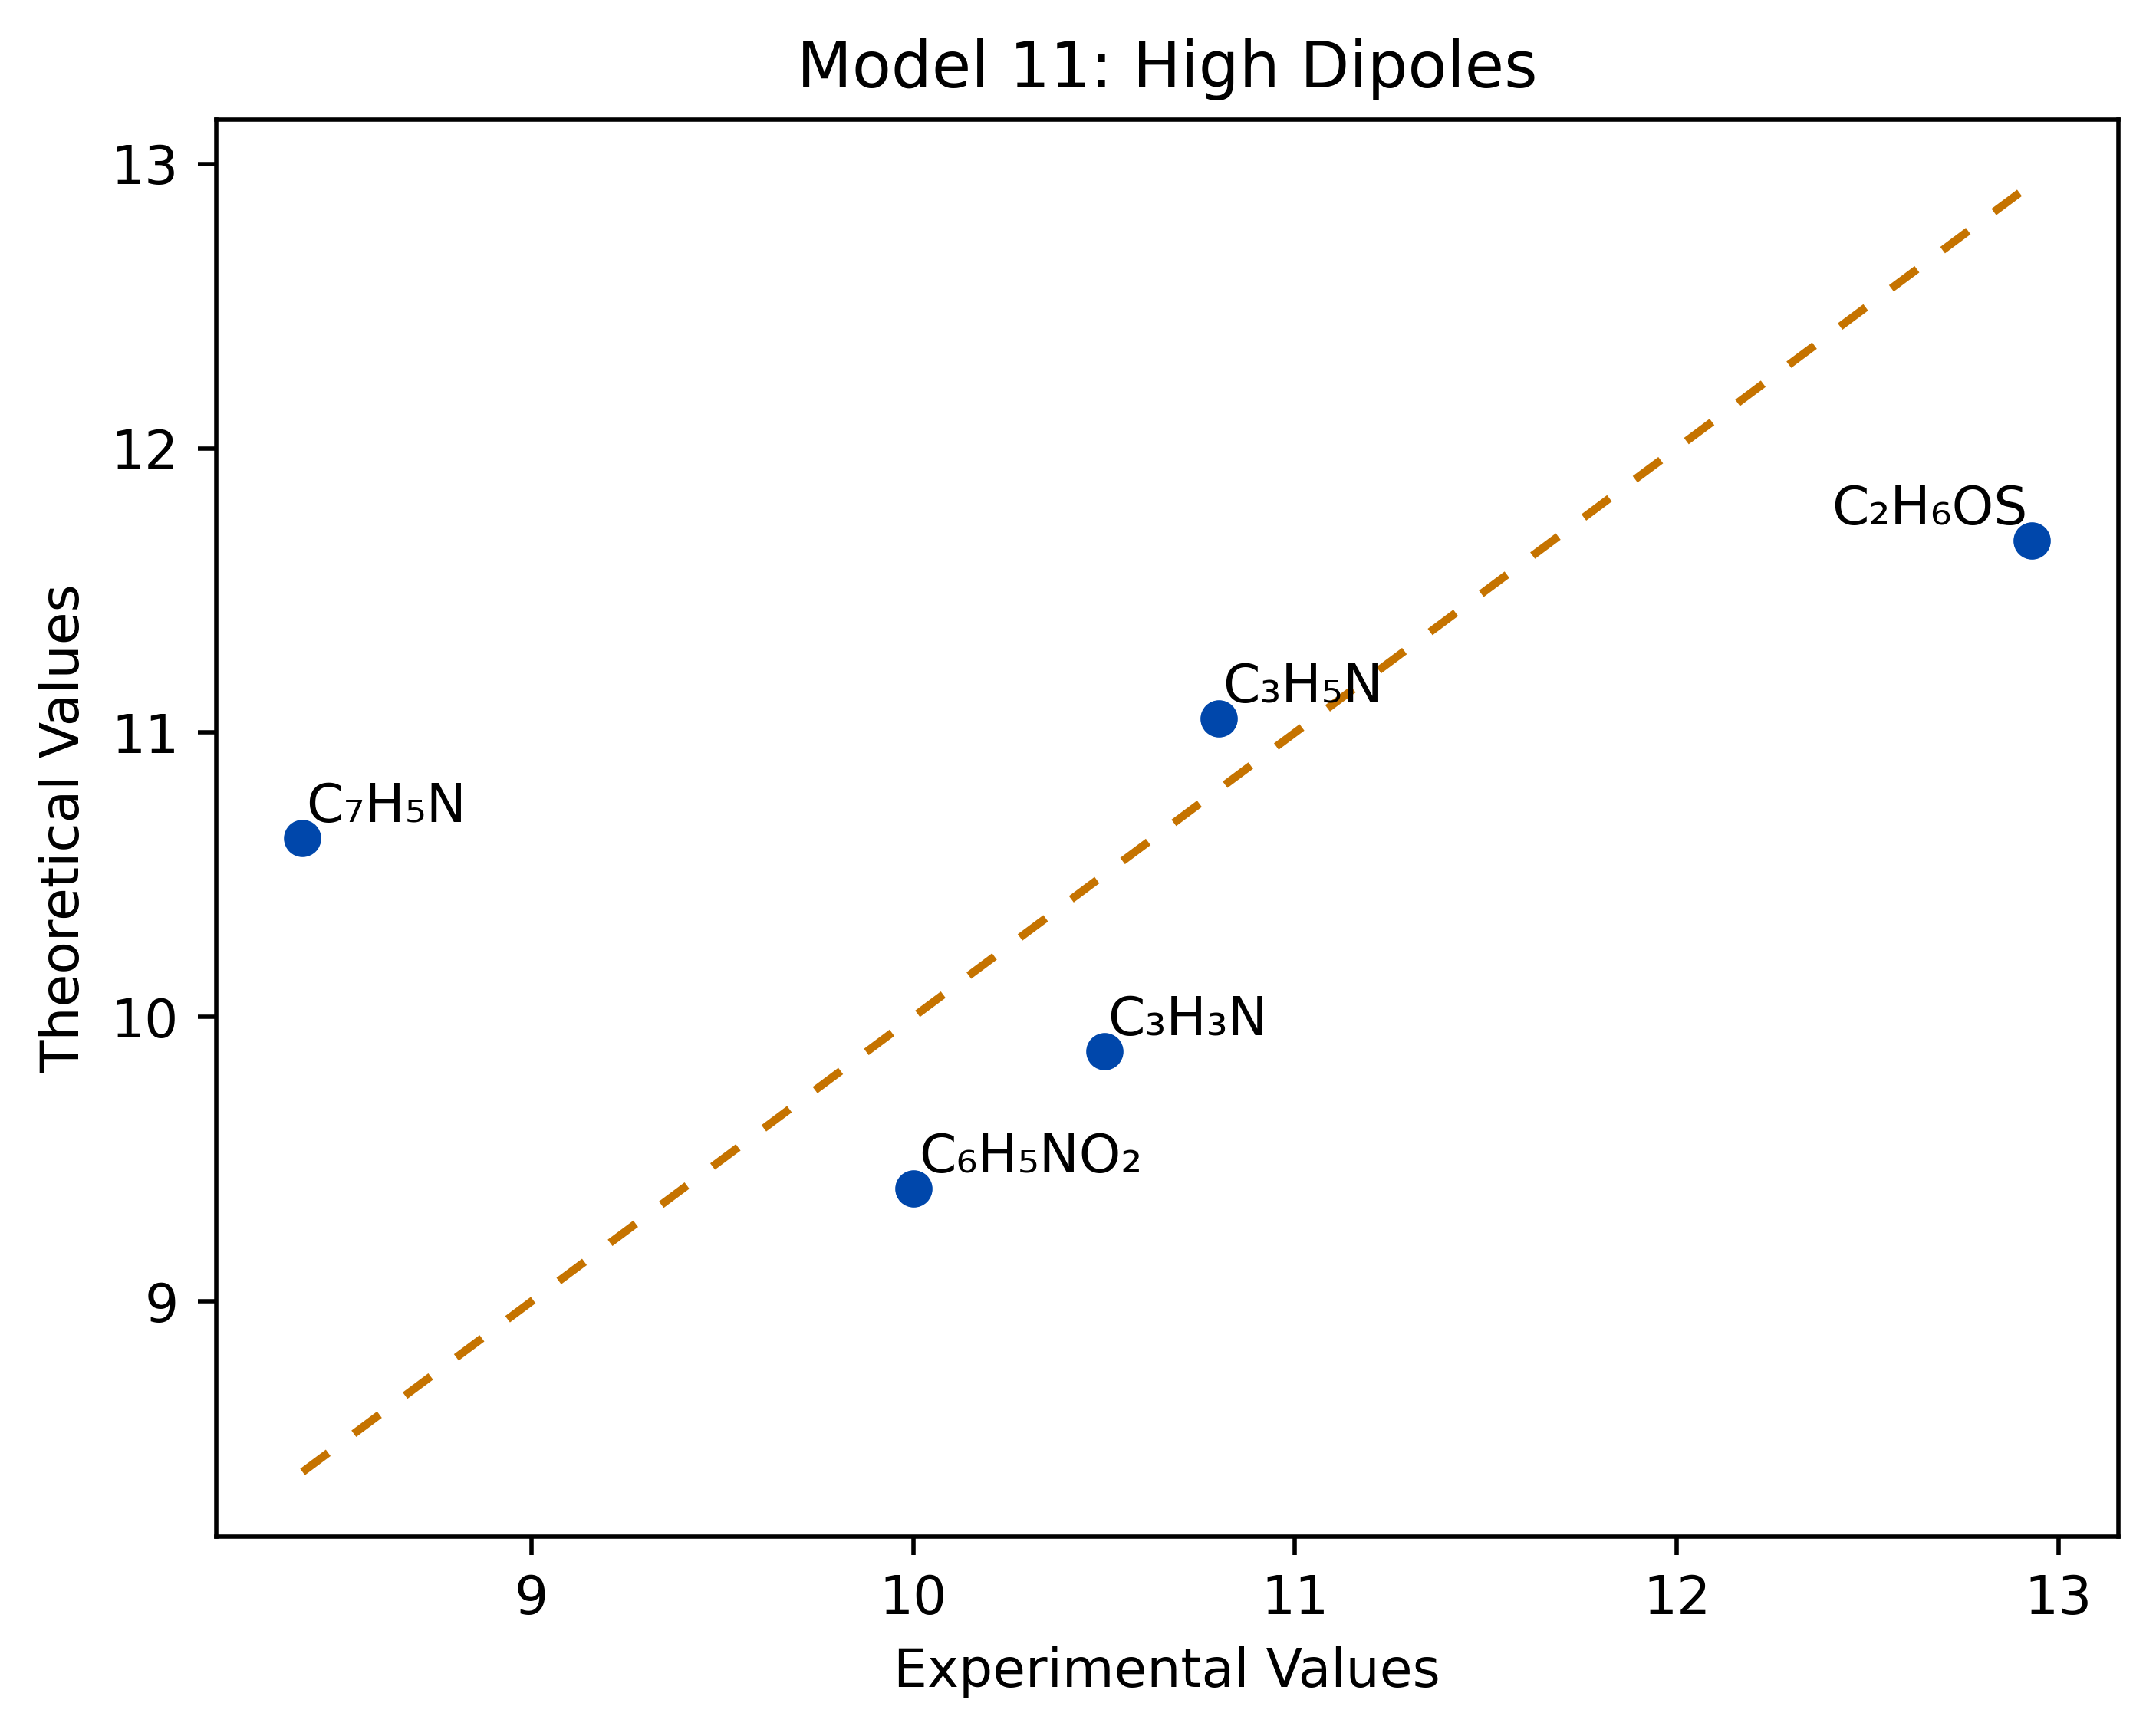 Model 11: High Dipoles
13
12
11
10
9
Theoretical Values
C₂H₆OS
C₃H₅N
C₇H₅N
C₃H₃N
C₆H₅NO₂
9
10
11
12
13
Experimental Values